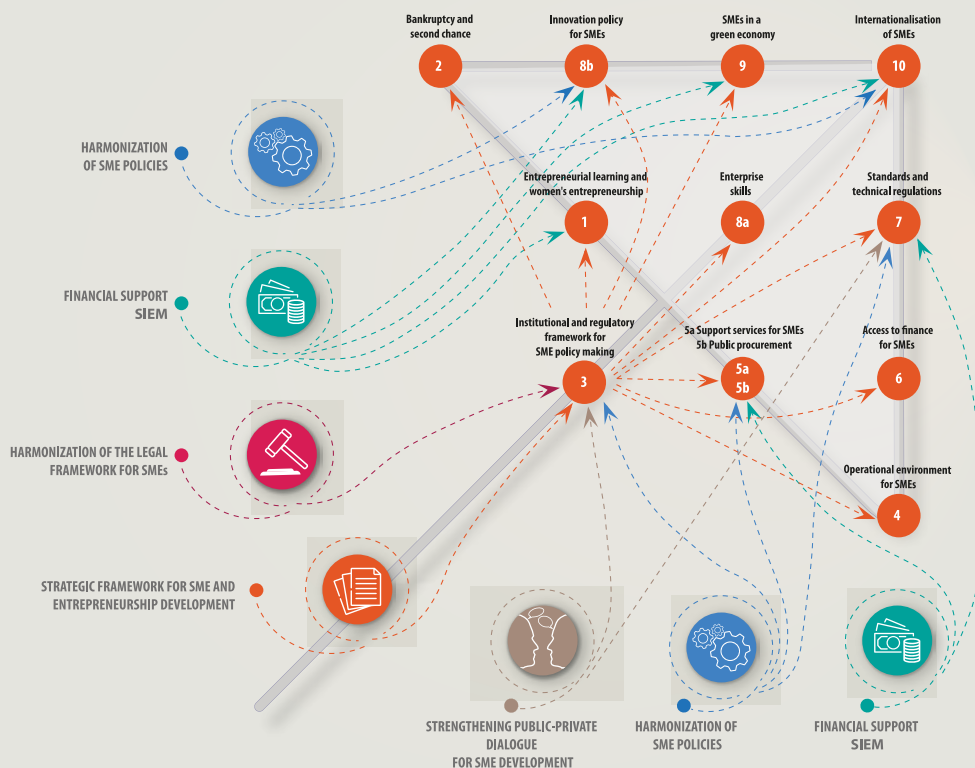 Bankruptcy and
second chance
2
Innovation policy
for SMEs
8b
SMEs in a
green economy
9
Internationalisation
of SMEs
10
HARMONIZATION
OF SME POLICIES
Entrepreneurial learning and
women's entrepreneurship
1
Enterprise
skills
8a
Standards and
technical regulations
7
FINANCIAL SUPPORT
SIEM
Institutional and regulatory
framework for
SME policy making
3
5a Support services for SMEs
5b Public procurement
5a
5b
Access to finance
for SMEs
6
HARMONIZATION OF THE LEGAL
FRAMEWORK FOR SMEs
Operational environment
for SMEs
4
STRATEGIC FRAMEWORK FOR SME AND
ENTREPRENEURSHIP DEVELOPMENT
STRENGTHENING PUBLIC-PRIVATE
DIALOGUE
FOR SME DEVELOPMENT
HARMONIZATION OF
SME POLICIES
FINANCIAL SUPPORT
SIEM